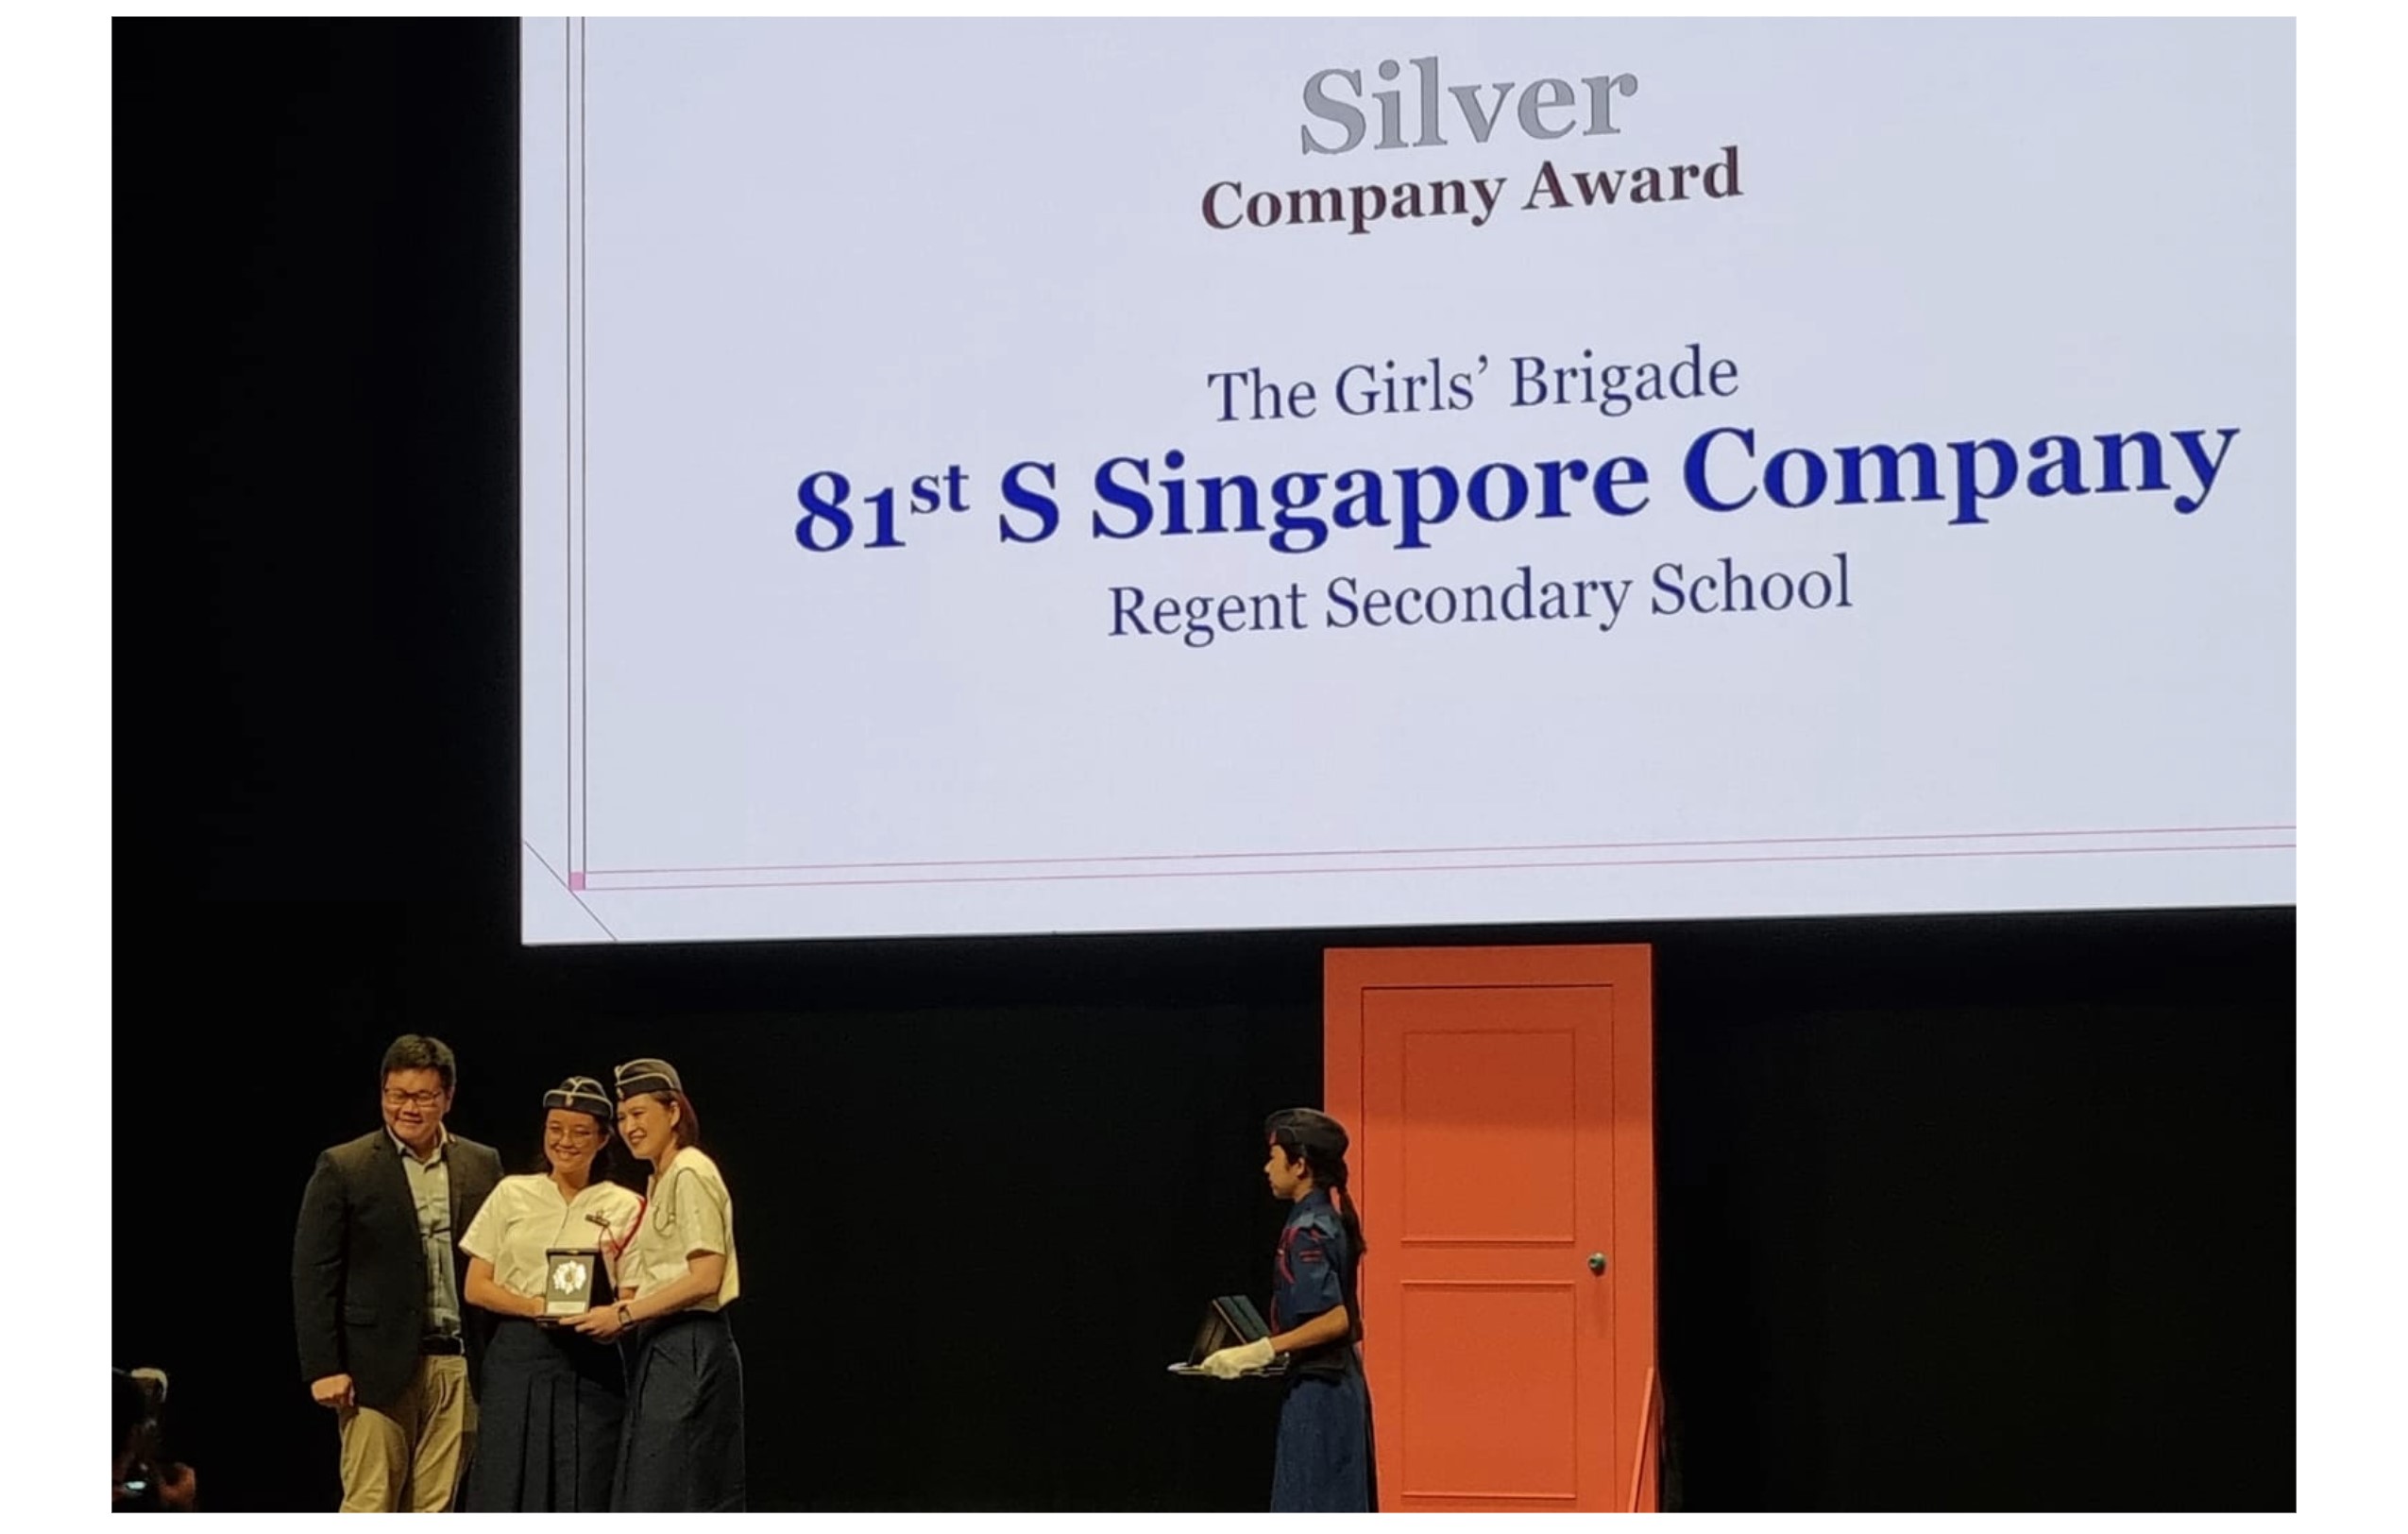 Silver
Company Award
The Girls’ Brigade
81st S Singapore Company
Regent Secondary School